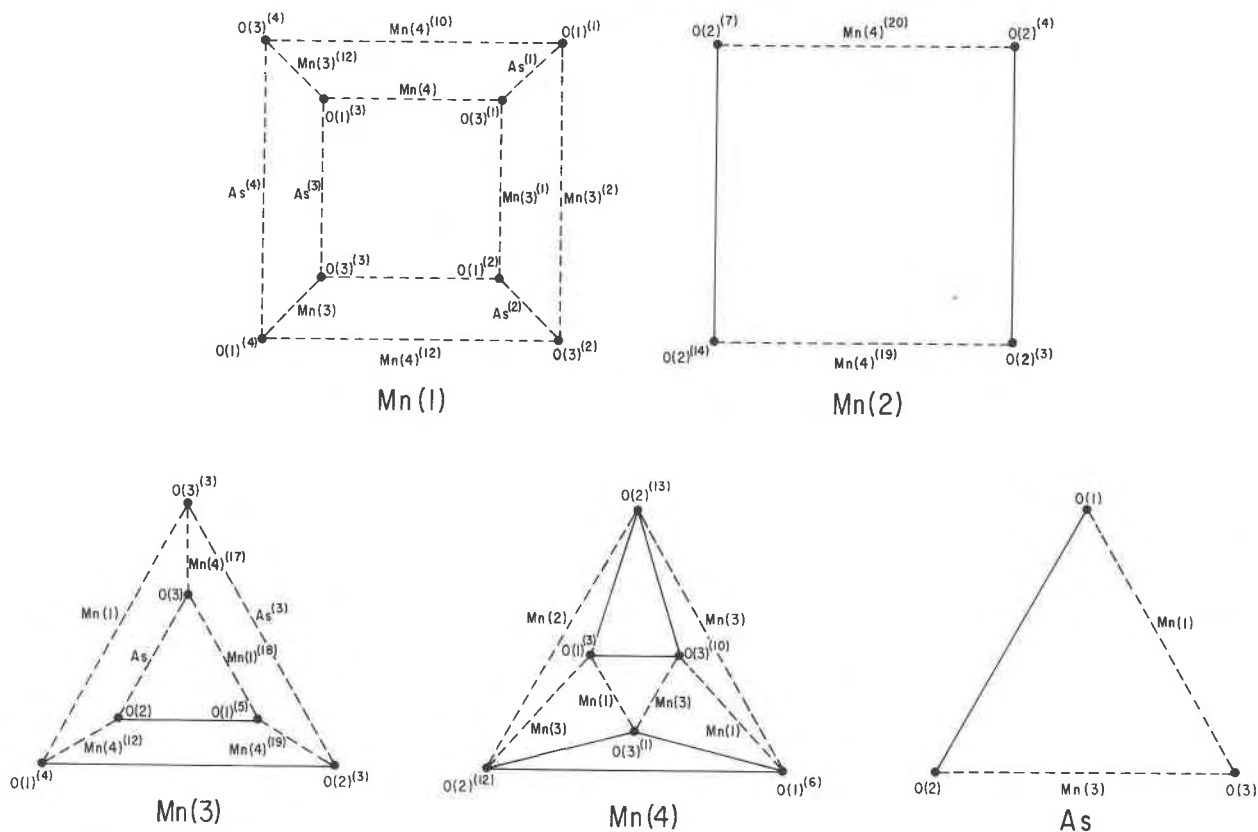 O(3)⁽⁴⁾ Mn(4)⁽¹⁰⁾ O(1)⁽¹⁾
Mn(3)⁽¹²⁾ As⁽¹⁾
Mn(4)
O(1)⁽³⁾ O(3)⁽¹⁾
As⁽⁴⁾ As⁽³⁾ Mn(3)⁽¹⁾ Mn(3)⁽²⁾
O(3)⁽³⁾ O(1)⁽²⁾
Mn(3) As⁽²⁾
O(1)⁽⁴⁾ Mn(4)⁽¹²⁾ O(3)⁽²⁾
Mn(1)
O(2)⁽⁷⁾ Mn(4)⁽²⁰⁾ O(2)⁽⁴⁾
O(2)⁽¹⁴⁾ Mn(4)⁽¹⁹⁾ O(2)⁽³⁾
Mn(2)
O(3)⁽³⁾
Mn(4)⁽¹⁷⁾
O(3)
Mn(1) As⁽³⁾
As Mn(1)⁽¹⁸⁾
O(2) O(1)⁽⁵⁾
Mn(4)⁽¹²⁾ Mn(4)⁽¹⁹⁾
O(1)⁽⁴⁾ O(2)⁽³⁾
Mn(3)
O(2)⁽¹³⁾
Mn(2) Mn(3)
O(1)⁽³⁾ O(3)⁽¹⁰⁾
Mn(1) Mn(3)
Mn(3) Mn(1)
O(3)⁽¹⁾
O(2)⁽¹²⁾ O(1)⁽⁶⁾
Mn(4)
O(1)
Mn(1)
O(2) Mn(3) O(3)
As